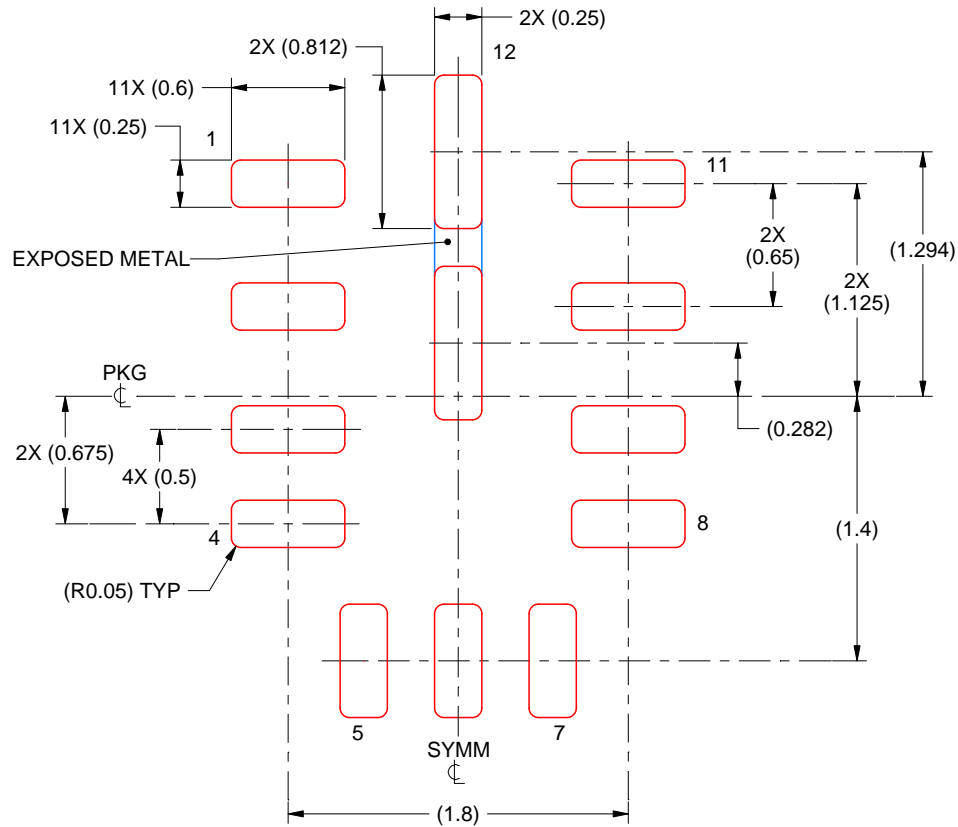 2X (0.25)
2X (0.812)
12
11X (0.6)
11X (0.25)
1
11
EXPOSED METAL
2X
(0.65)
(1.294)
2X
(1.125)
PKG
(0.282)
2X (0.675)
4X (0.5)
4
8
(1.4)
(R0.05) TYP
5
7
SYMM
(1.8)